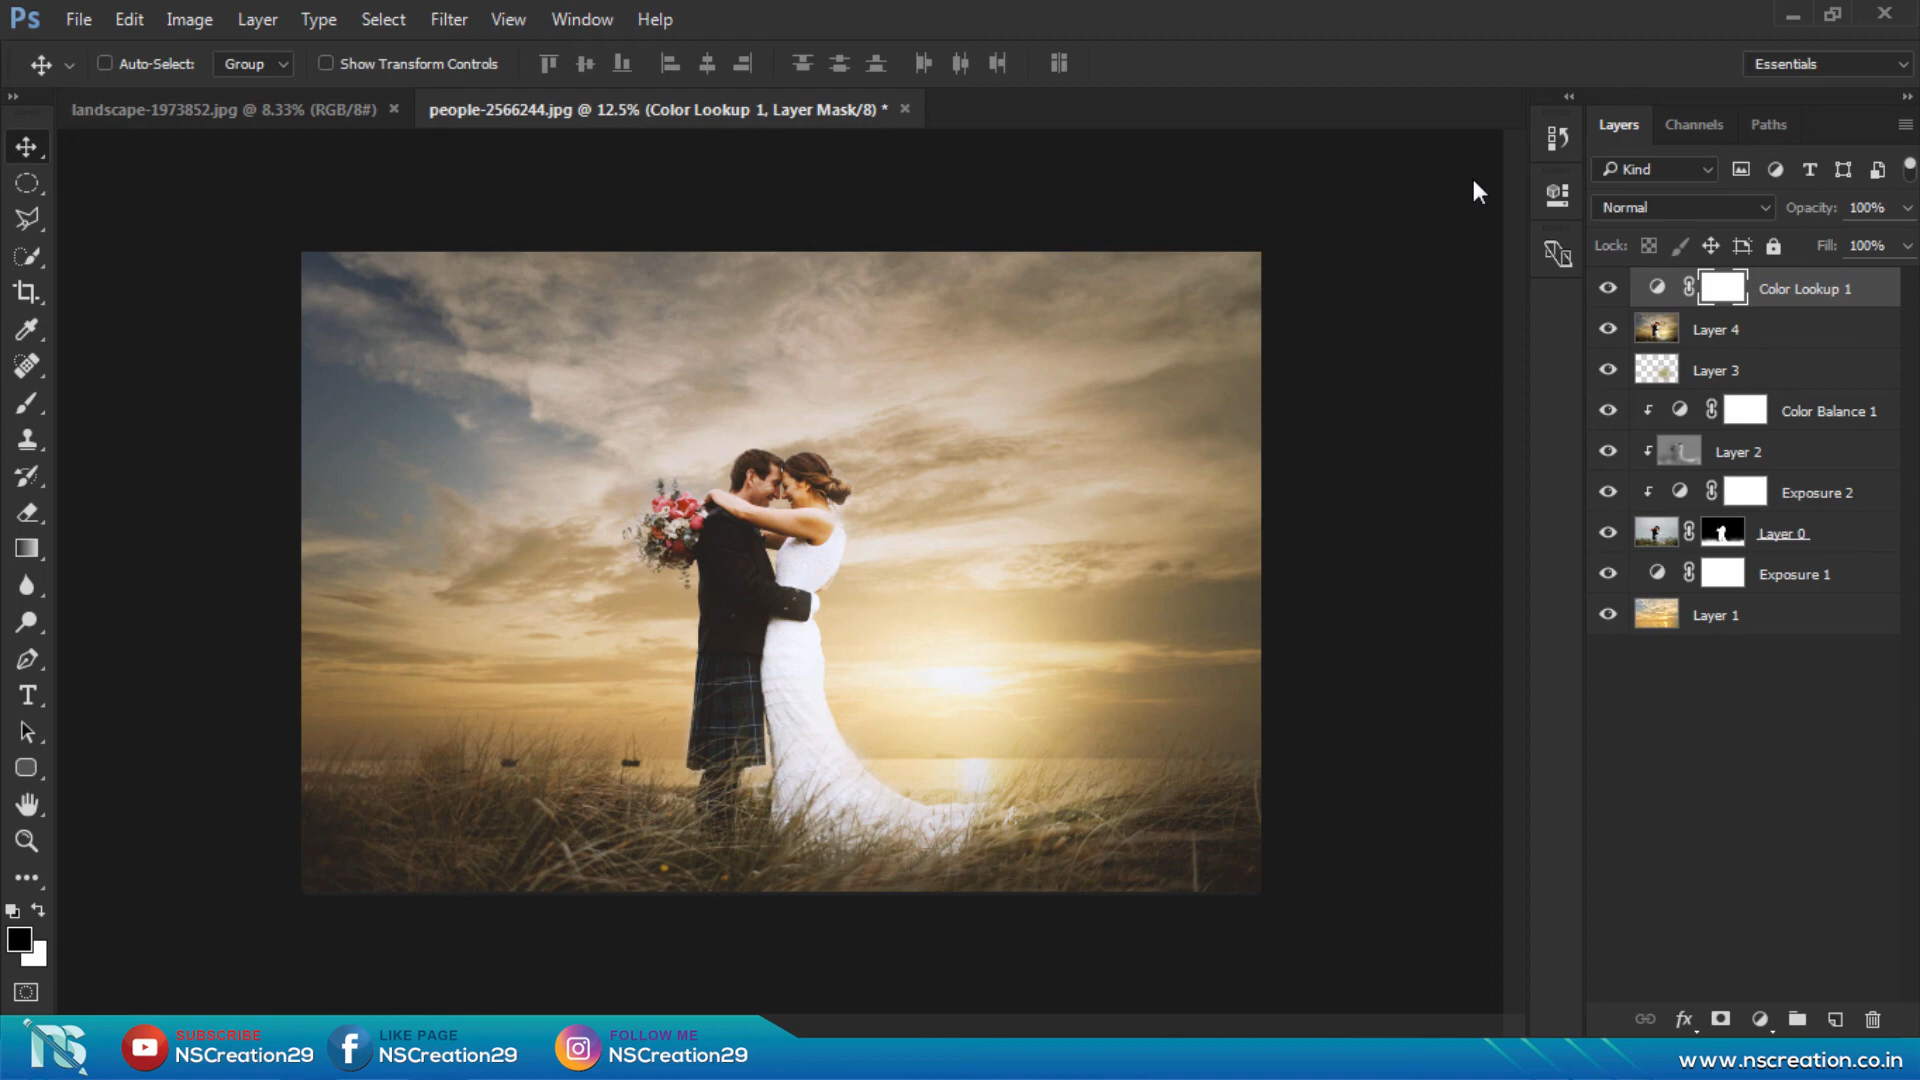 Ps File Edit Image Layer Type Select Filter View Window Help
Auto-Select: Group Show Transform Controls Essentials
landscape-1973852.jpg @ 8.33% (RGB/8#) × people-2566244.jpg @ 12.5% (Color Lookup 1, Layer Mask/8) * ×
Layers Channels Paths
Kind
Normal Opacity: 100%
Lock: Fill: 100%
Color Lookup 1
Layer 4
Layer 3
Color Balance 1
Layer 2
Exposure 2
Layer 0
Exposure 1
Layer 1
fx
NS
SUBSCRIBE
NSCreation29
LIKE PAGE
NSCreation29
FOLLOW ME
NSCreation29
www.nscreation.co.in